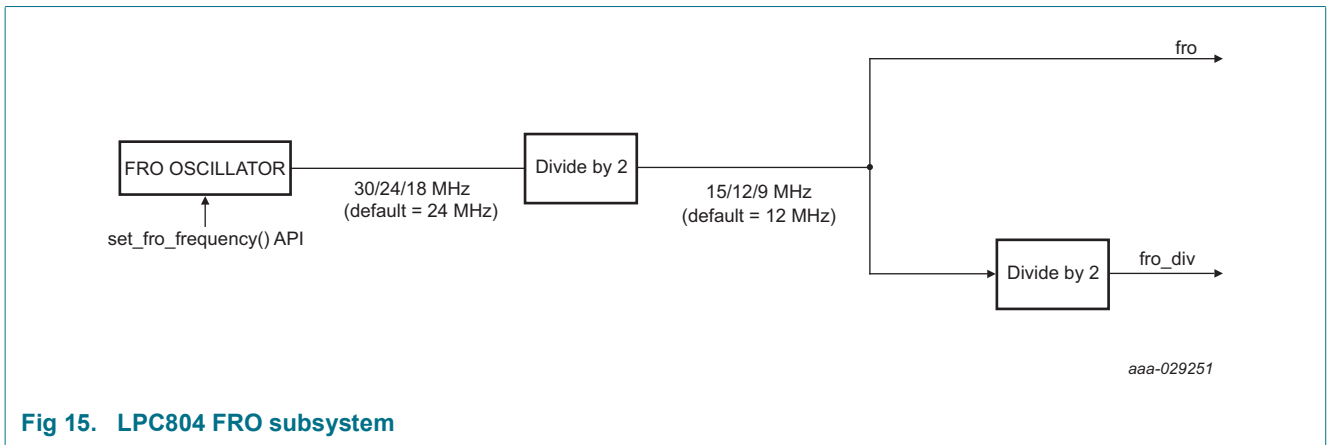 fro
FRO OSCILLATOR
Divide by 2
30/24/18 MHz
(default = 24 MHz)
15/12/9 MHz
(default = 12 MHz)
set_fro_frequency() API
Divide by 2
fro_div
aaa-029251
Fig 15. LPC804 FRO subsystem